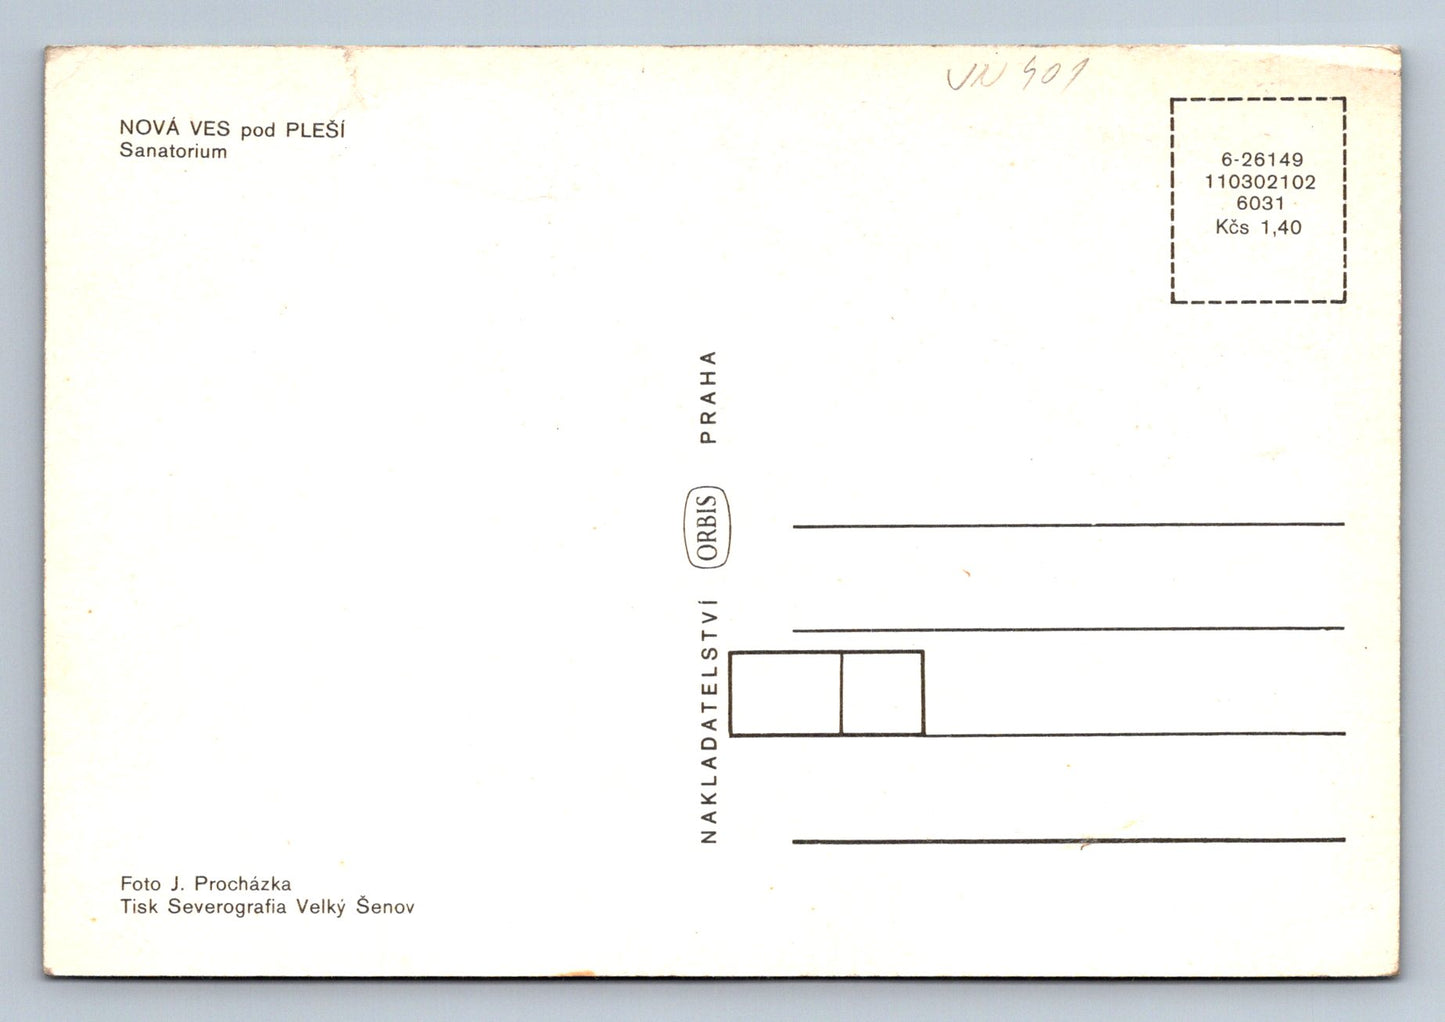 NOVÁ VES pod PLEŠÍ
Sanatorium
VN 401
6-26149
110302102
6031
Kčs 1,40
NAKLADATELSTVÍ ORBIS PRAHA
Foto J. Procházka
Tisk Severografia Velký Šenov